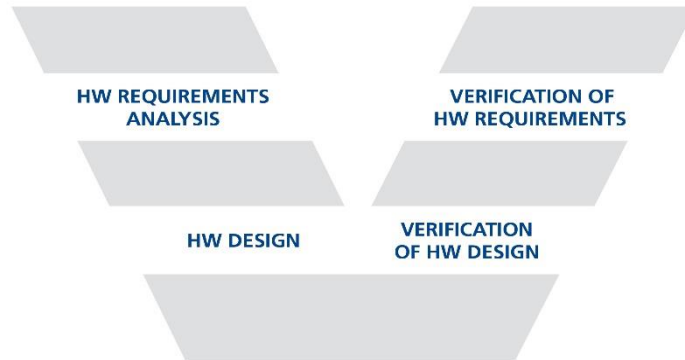 HW REQUIREMENTS
ANALYSIS
VERIFICATION OF
HW REQUIREMENTS
HW DESIGN
VERIFICATION
OF HW DESIGN